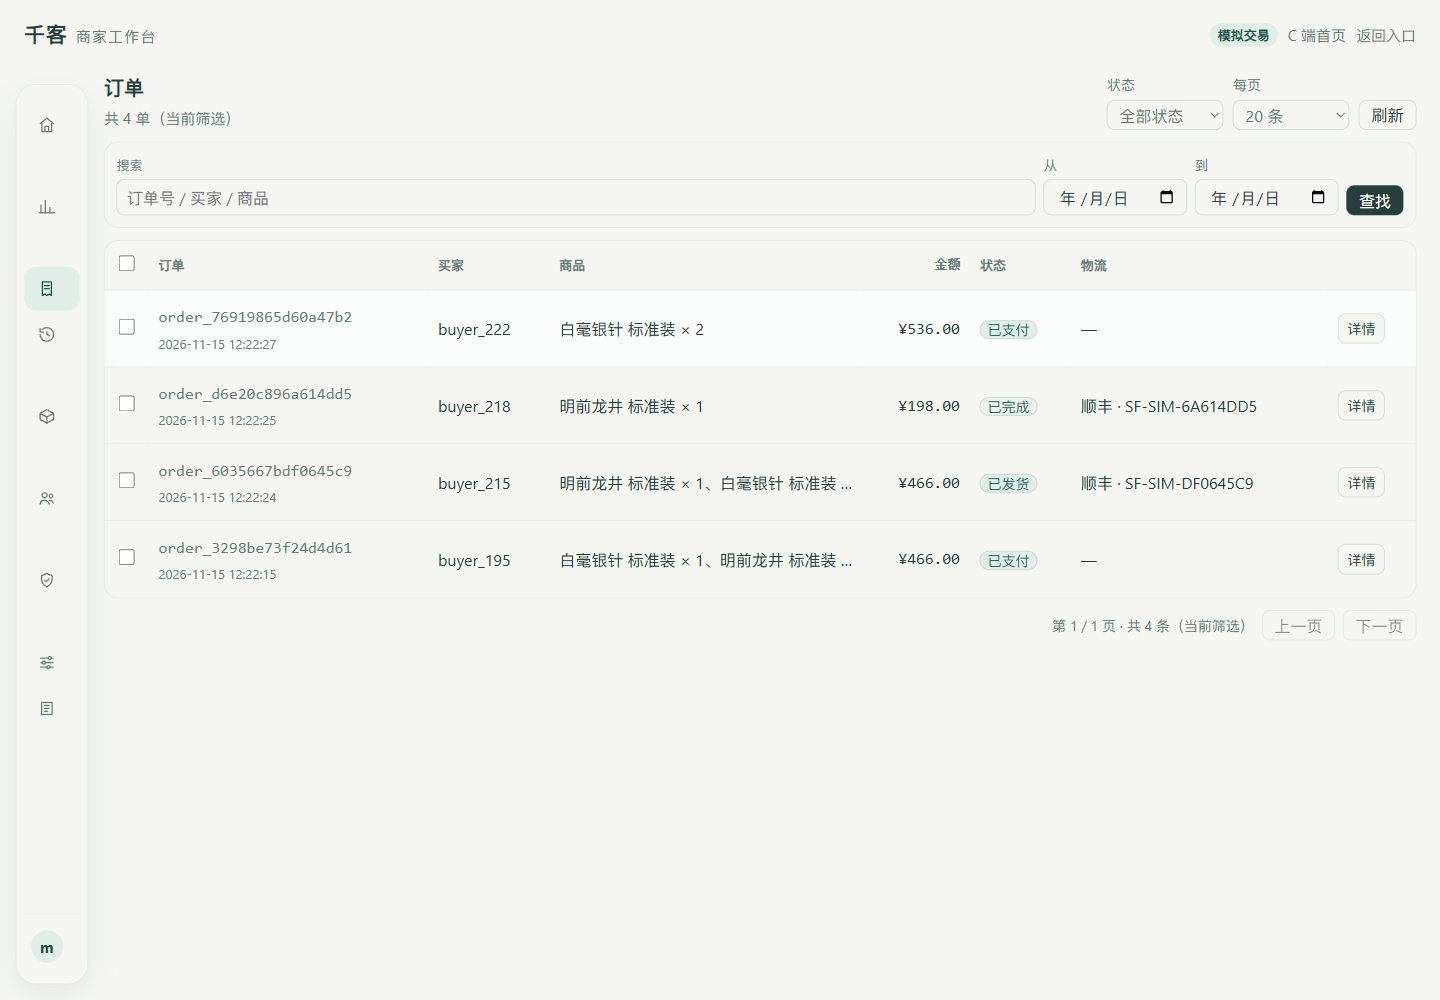 千客 商家工作台
模拟交易 C 端首页 返回入口
订单
共 4 单（当前筛选）
状态 每页
全部状态 20 条 刷新
搜索 从 到
订单号 / 买家 / 商品 年 /月/日 年 /月/日 查找
订单 买家 商品 金额 状态 物流
order_76919865d60a47b2
2026-11-15 12:22:27
buyer_222 白毫银针 标准装 × 2 ¥536.00 已支付 — 详情
order_d6e20c896a614dd5
2026-11-15 12:22:25
buyer_218 明前龙井 标准装 × 1 ¥198.00 已完成 顺丰 · SF-SIM-6A614DD5 详情
order_6035667bdf0645c9
2026-11-15 12:22:24
buyer_215 明前龙井 标准装 × 1、白毫银针 标准装 ... ¥466.00 已发货 顺丰 · SF-SIM-DF0645C9 详情
order_3298be73f24d4d61
2026-11-15 12:22:15
buyer_195 白毫银针 标准装 × 1、明前龙井 标准装 ... ¥466.00 已支付 — 详情
第 1 / 1 页 · 共 4 条（当前筛选） 上一页 下一页
m